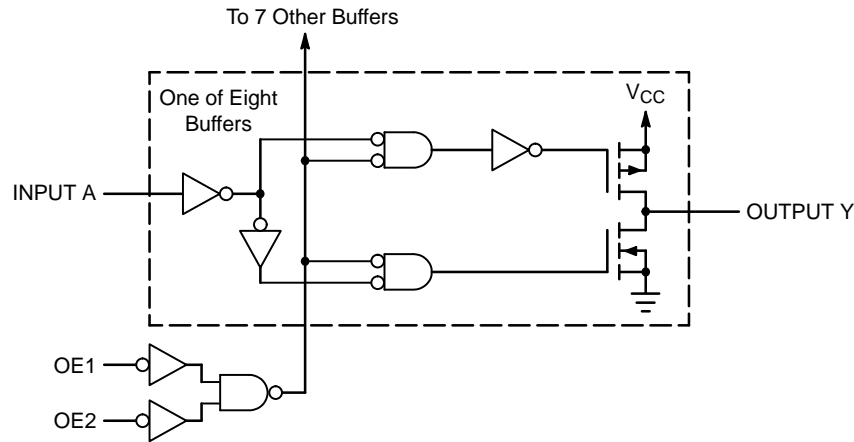 To 7 Other Buffers
One of Eight
Buffers
VCC
INPUT A
OUTPUT Y
OE1
OE2